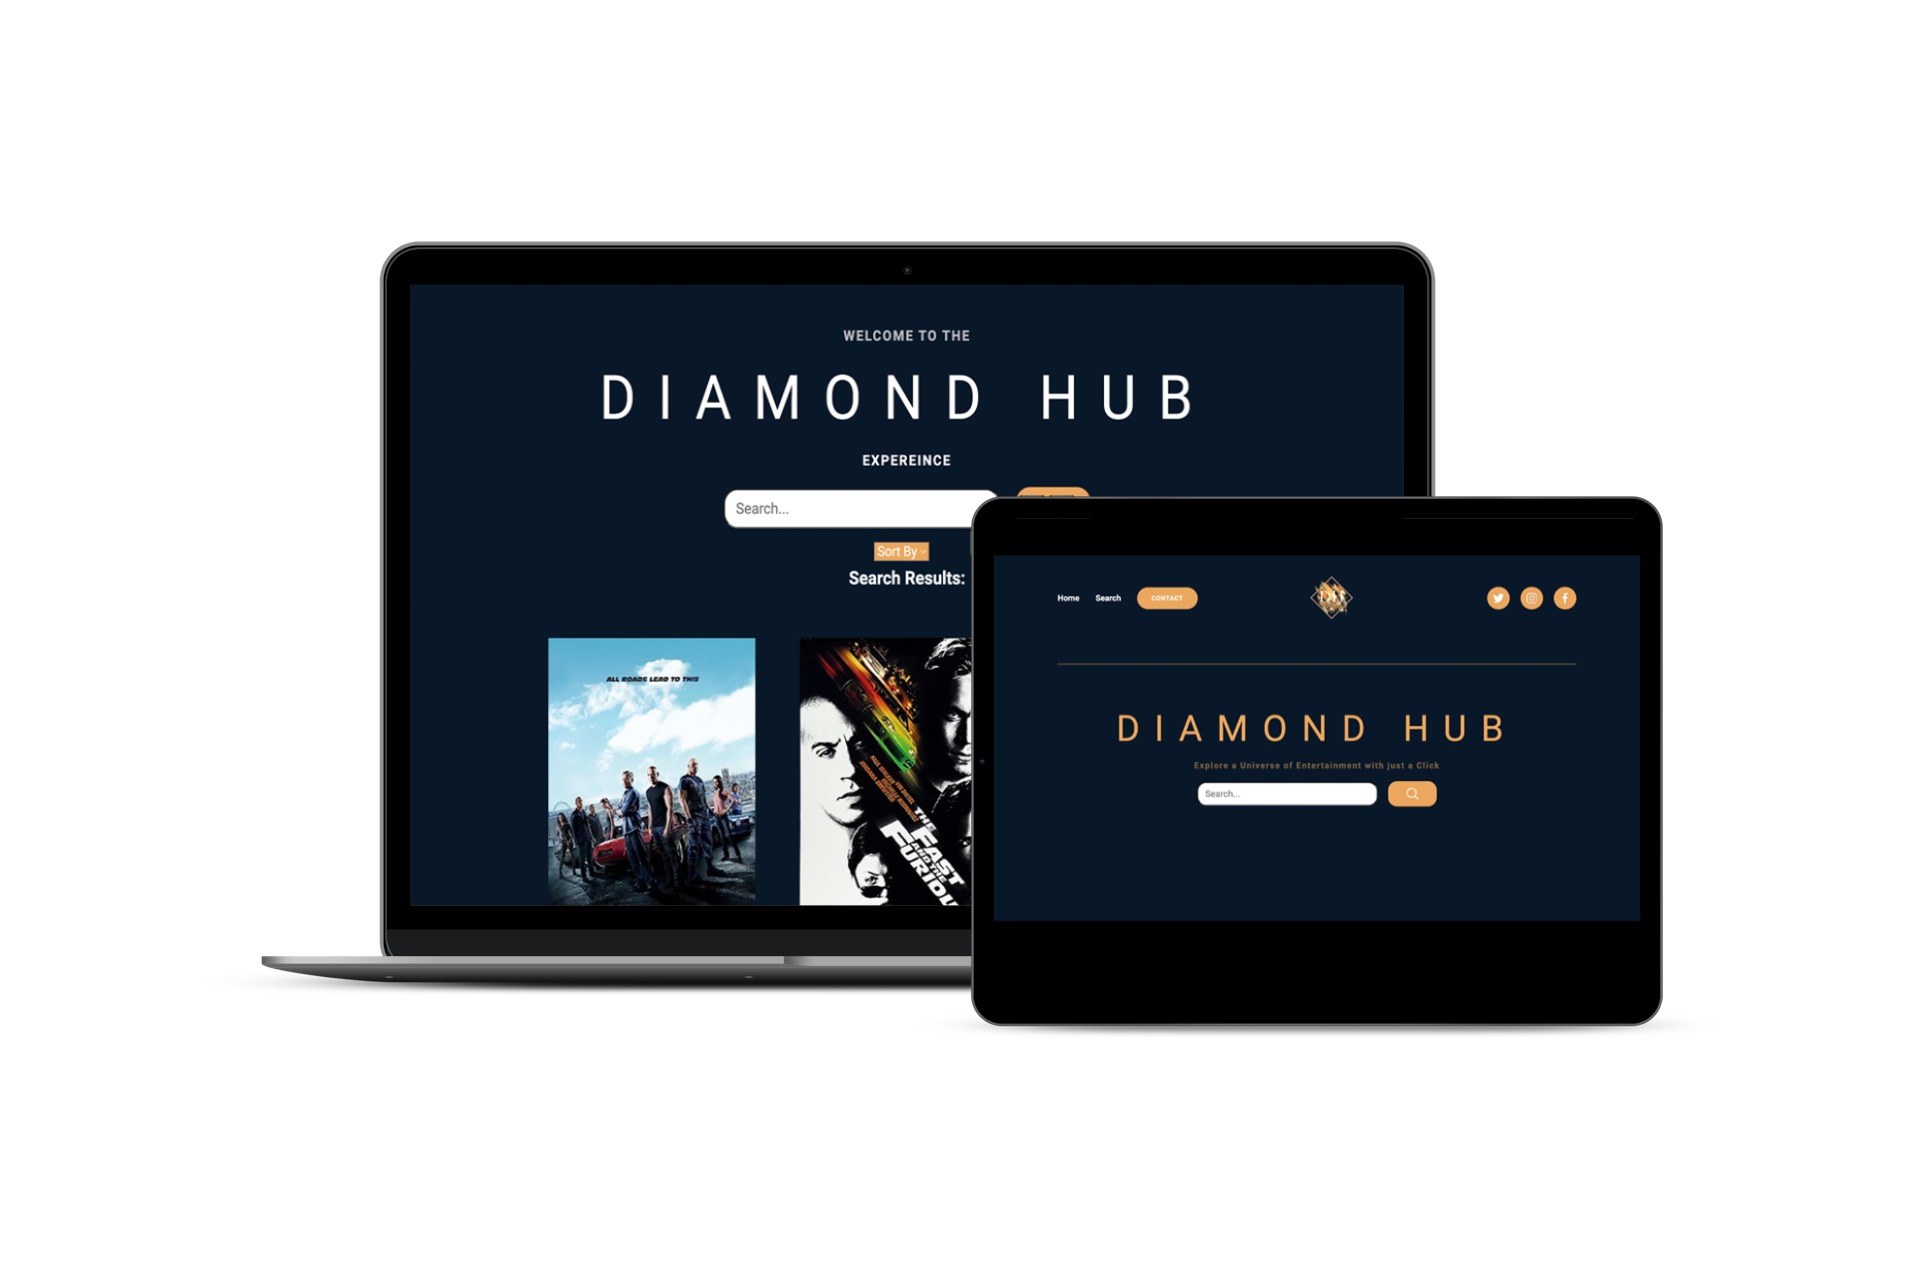 WELCOME TO THE
DIAMOND HUB
EXPEREINCE
Search...
Sort By
Search Results:
ALL ROADS LEAD TO THIS
THE
FAST
AND THE
Home
Search
CONTACT
DIAMOND HUB
Explore a Universe of Entertainment with just a Click
Search...